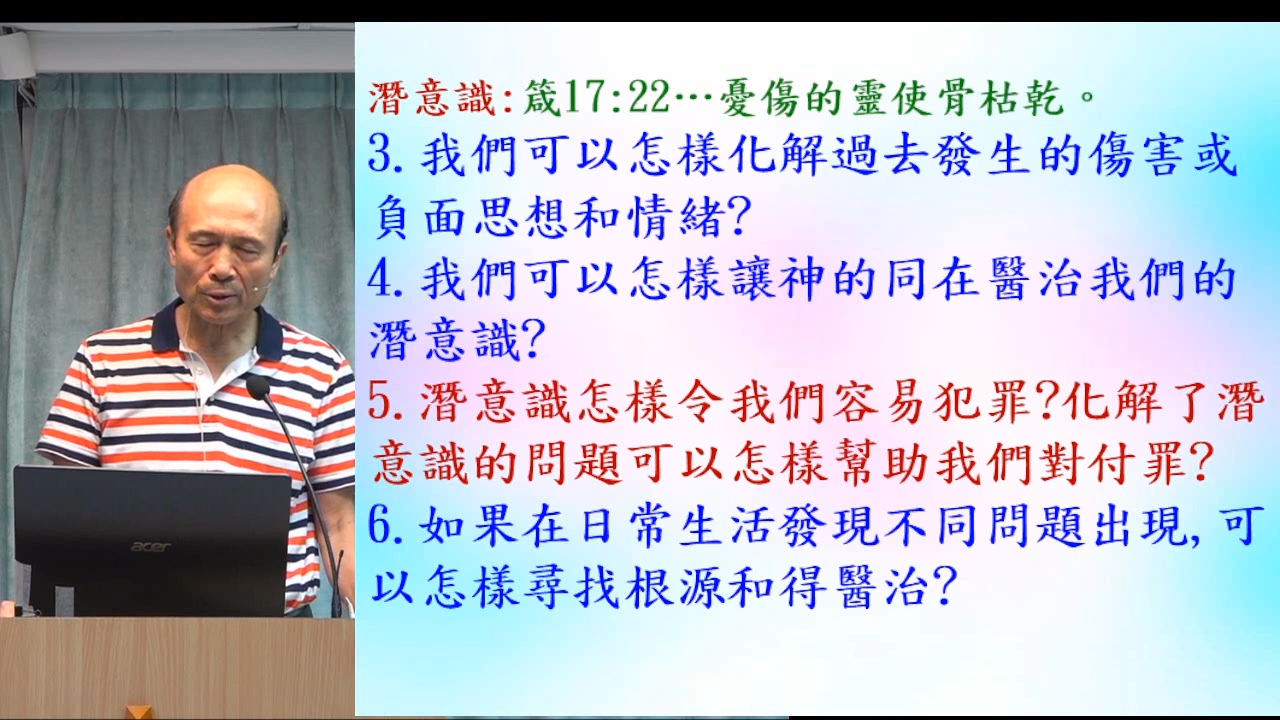 潛意識:箴17:22…憂傷的靈使骨枯乾。
3.我們可以怎樣化解過去發生的傷害或
負面思想和情緒?
4.我們可以怎樣讓神的同在醫治我們的
潛意識?
5.潛意識怎樣令我們容易犯罪?化解了潛
意識的問題可以怎樣幫助我們對付罪?
6.如果在日常生活發現不同問題出現,可
以怎樣尋找根源和得醫治?
acer